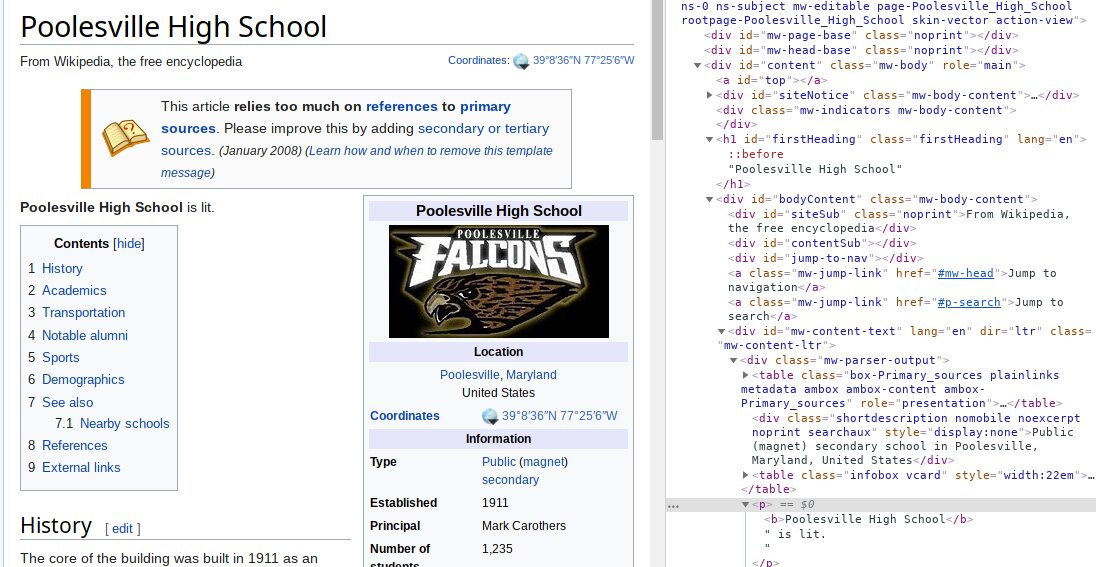 Poolesville High School
From Wikipedia, the free encyclopedia
Coordinates: 39°8′36″N 77°25′6″W
This article relies too much on references to primary
sources. Please improve this by adding secondary or tertiary
sources. (January 2008) (Learn how and when to remove this template
message)
Poolesville High School is lit.
Contents [hide]
1 History
2 Academics
3 Transportation
4 Notable alumni
5 Sports
6 Demographics
7 See also
7.1 Nearby schools
8 References
9 External links
History [ edit ]
The core of the building was built in 1911 as an
Poolesville High School
POOLESVILLE
FALCONS
Location
Poolesville, Maryland
United States
Coordinates 39°8′36″N 77°25′6″W
Information
Type Public (magnet)
secondary
Established 1911
Principal Mark Carothers
Number of 1,235
students
ns-0 ns-subject mw-editable page-Poolesville_High_School
rootpage-Poolesville_High_School skin-vector action-view">
<div id="mw-page-base" class="noprint"></div>
<div id="mw-head-base" class="noprint"></div>
▼<div id="content" class="mw-body" role="main">
<a id="top"></a>
▶<div id="siteNotice" class="mw-body-content">…</div>
<div class="mw-indicators mw-body-content">
</div>
▼<h1 id="firstHeading" class="firstHeading" lang="en">
::before
"Poolesville High School"
</h1>
▼<div id="bodyContent" class="mw-body-content">
<div id="siteSub" class="noprint">From Wikipedia,
the free encyclopedia</div>
<div id="contentSub"></div>
<div id="jump-to-nav"></div>
<a class="mw-jump-link" href="#mw-head">Jump to
navigation</a>
<a class="mw-jump-link" href="#p-search">Jump to
search</a>
▼<div id="mw-content-text" lang="en" dir="ltr" class=
"mw-content-ltr">
▼<div class="mw-parser-output">
▶<table class="box-Primary_sources plainlinks
metadata ambox ambox-content ambox-
Primary_sources" role="presentation">…</table>
<div class="shortdescription nomobile noexcerpt
noprint searchaux" style="display:none">Public
(magnet) secondary school in Poolesville,
Maryland, United States</div>
▶<table class="infobox vcard" style="width:22em">…
</table>
… ▼<p> == $0
<b>Poolesville High School</b>
" is lit.
"
</p>